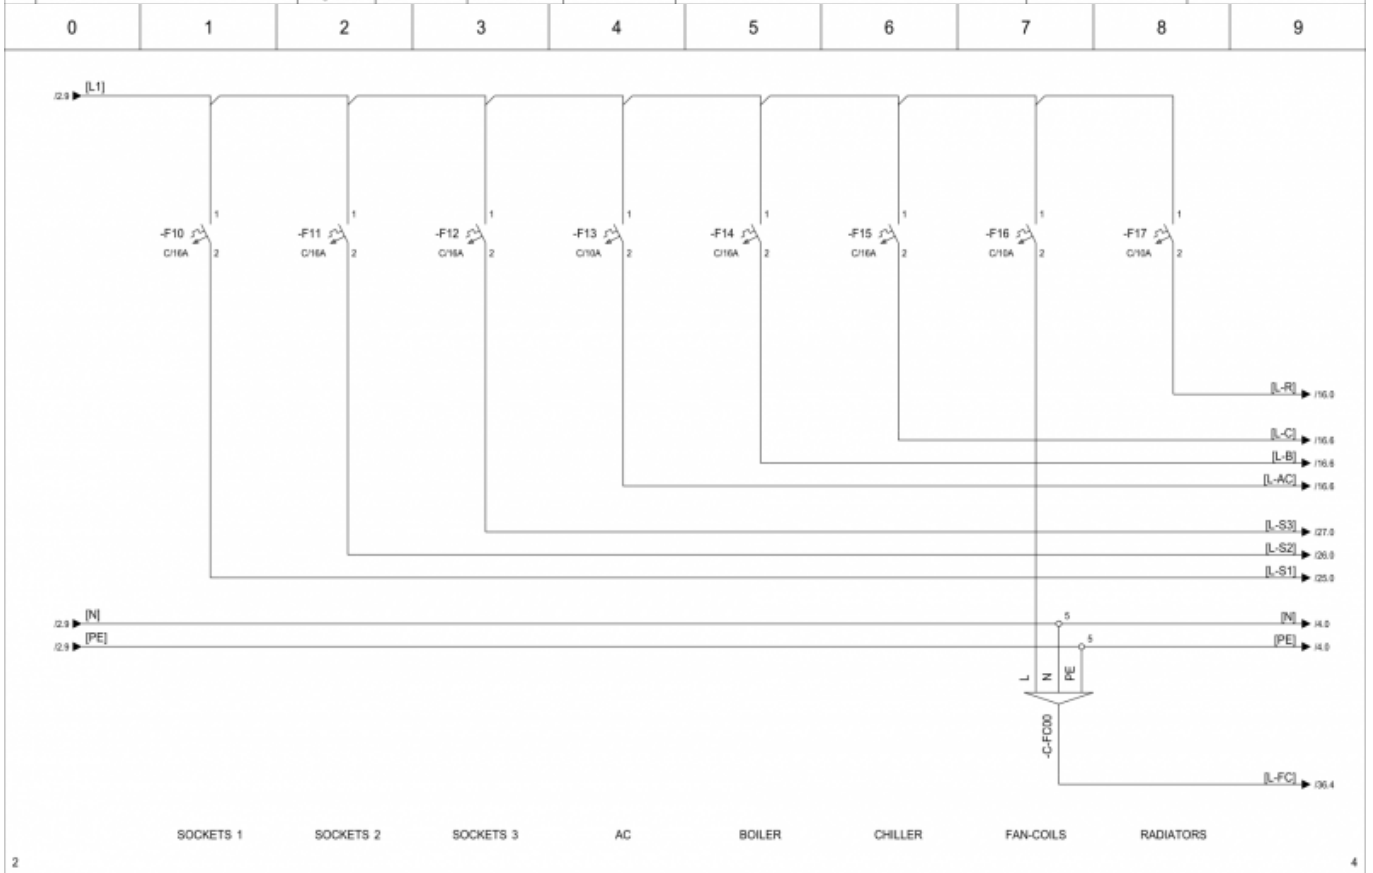 0 1 2 3 4 5 6 7 8 9
[L1]
/2.9
1 1 1 1 1 1 1 1
-F10 -F11 -F12 -F13 -F14 -F15 -F16 -F17
C/16A 2 C/16A 2 C/16A 2 C/10A 2 C/16A 2 C/16A 2 C/10A 2 C/10A 2
[L-R] /16.0
[L-C] /16.6
[L-B] /16.6
[L-AC] /16.6
[L-S3] /27.0
[L-S2] /26.0
[L-S1] /25.0
/2.9 [N] 5 [N] /4.0
/2.9 [PE] 5 [PE] /4.0
L N PE
-C-FC00
[L-FC] /36.4
SOCKETS 1 SOCKETS 2 SOCKETS 3 AC BOILER CHILLER FAN-COILS RADIATORS
2 4